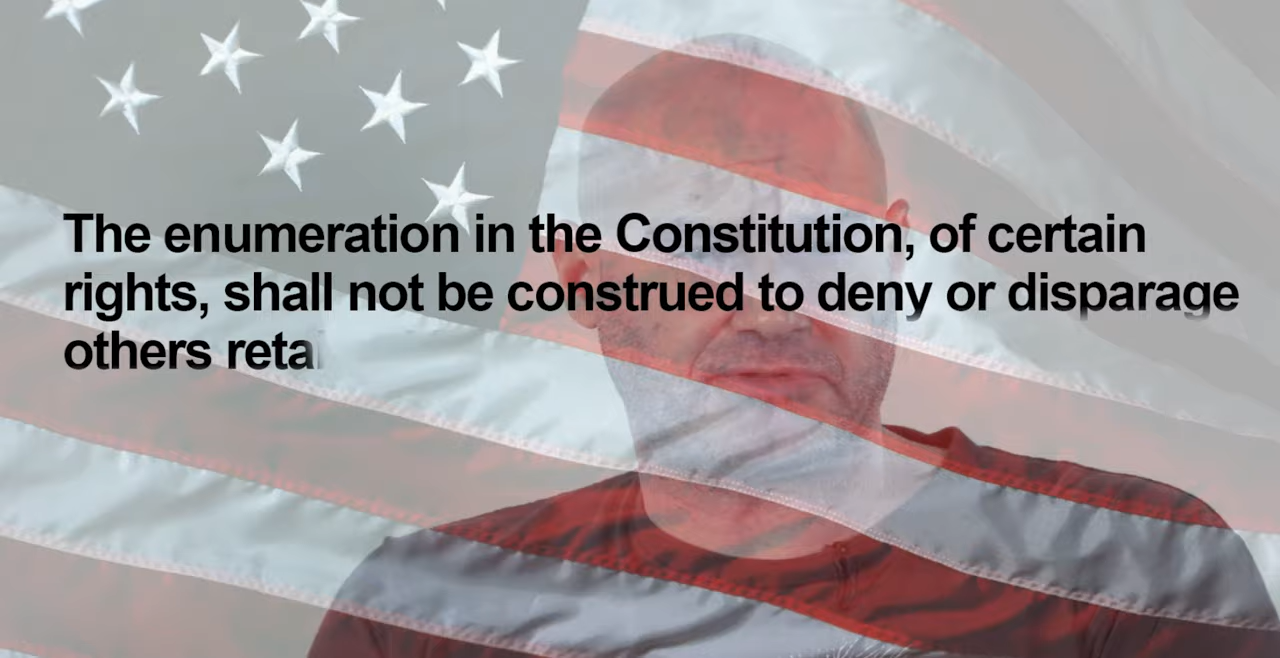 The enumeration in the Constitution, of certain
rights, shall not be construed to deny or disparage
others reta